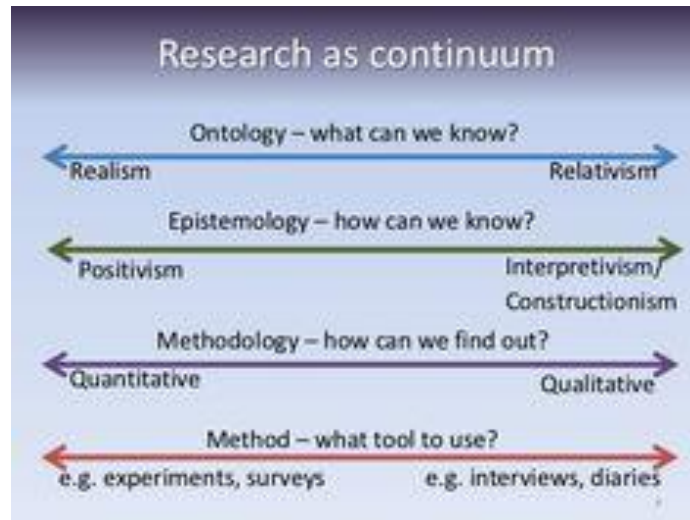 Research as continuum
Ontology – what can we know?
Realism Relativism
Epistemology – how can we know?
Positivism Interpretivism/
Constructionism
Methodology – how can we find out?
Quantitative Qualitative
Method – what tool to use?
e.g. experiments, surveys e.g. interviews, diaries